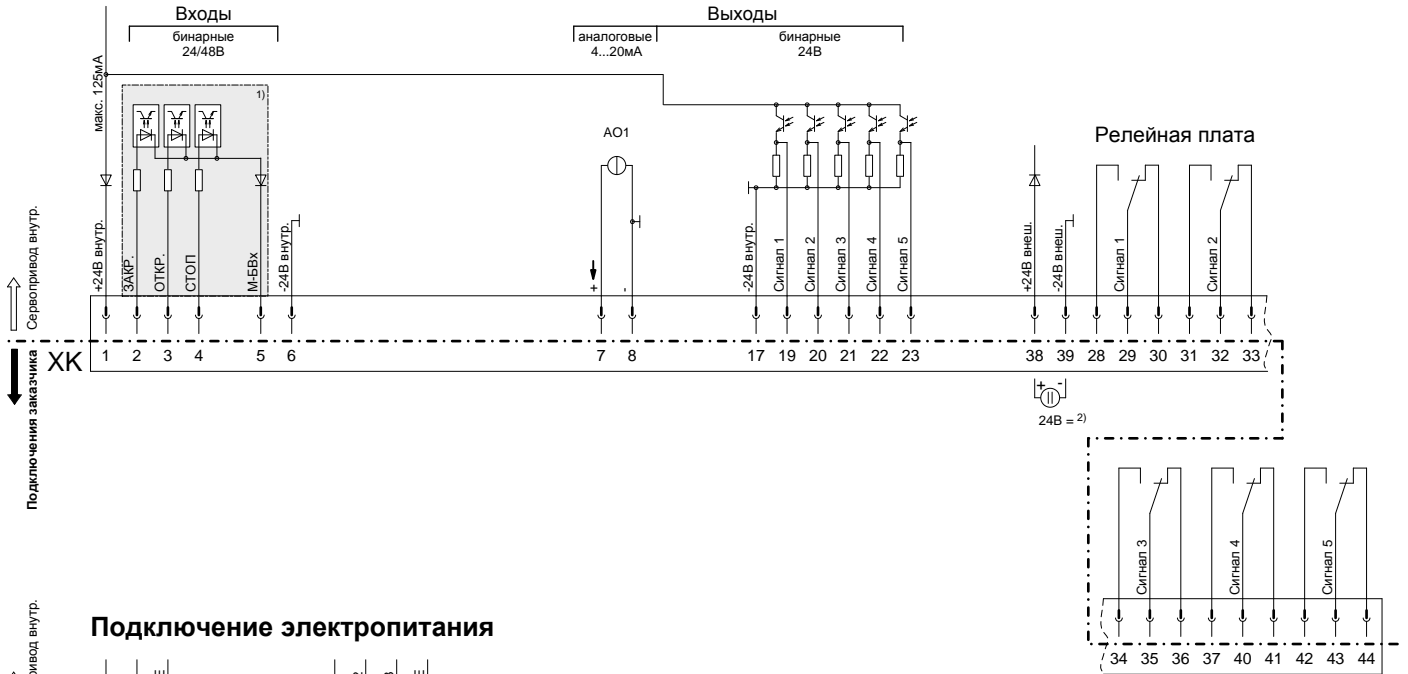 Входы
Выходы
бинарные
24/48В
аналоговые
4...20мА
бинарные
24В
макс. 125мА
1)
АО1
Релейная плата
Сервопривод внутр.
+24В внутр.
ЗАКР.
ОТКР.
СТОП
М-БВх
-24В внутр.
+
-
-24В внутр.
Сигнал 1
Сигнал 2
Сигнал 3
Сигнал 4
Сигнал 5
+24В внеш.
-24В внеш.
Сигнал 1
Сигнал 2
Подключения заказчика
XK
1 2 3 4 5 6 7 8 17 19 20 21 22 23 38 39 28 29 30 31 32 33
+ -
24В = 2)
Сигнал 3
Сигнал 4
Сигнал 5
34 35 36 37 40 41 42 43 44
Подключение электропитания